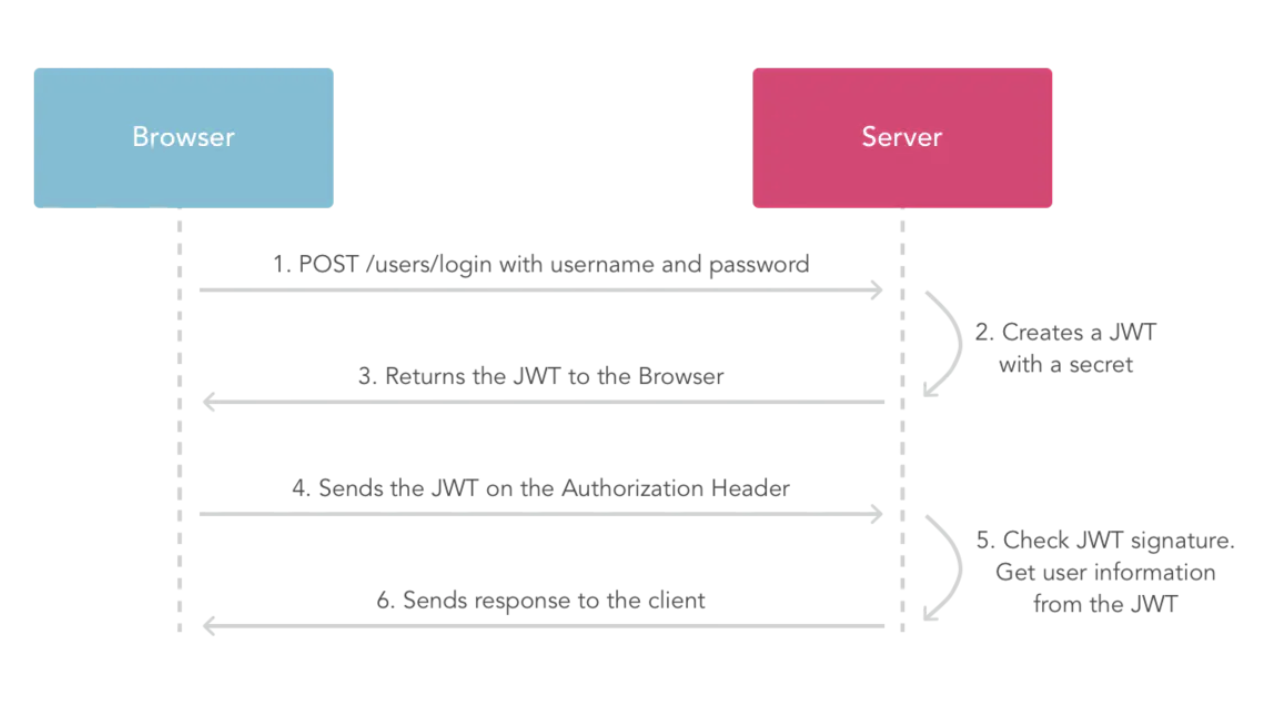 Browser
Server
1. POST /users/login with username and password
2. Creates a JWT
with a secret
3. Returns the JWT to the Browser
4. Sends the JWT on the Authorization Header
5. Check JWT signature.
Get user information
from the JWT
6. Sends response to the client